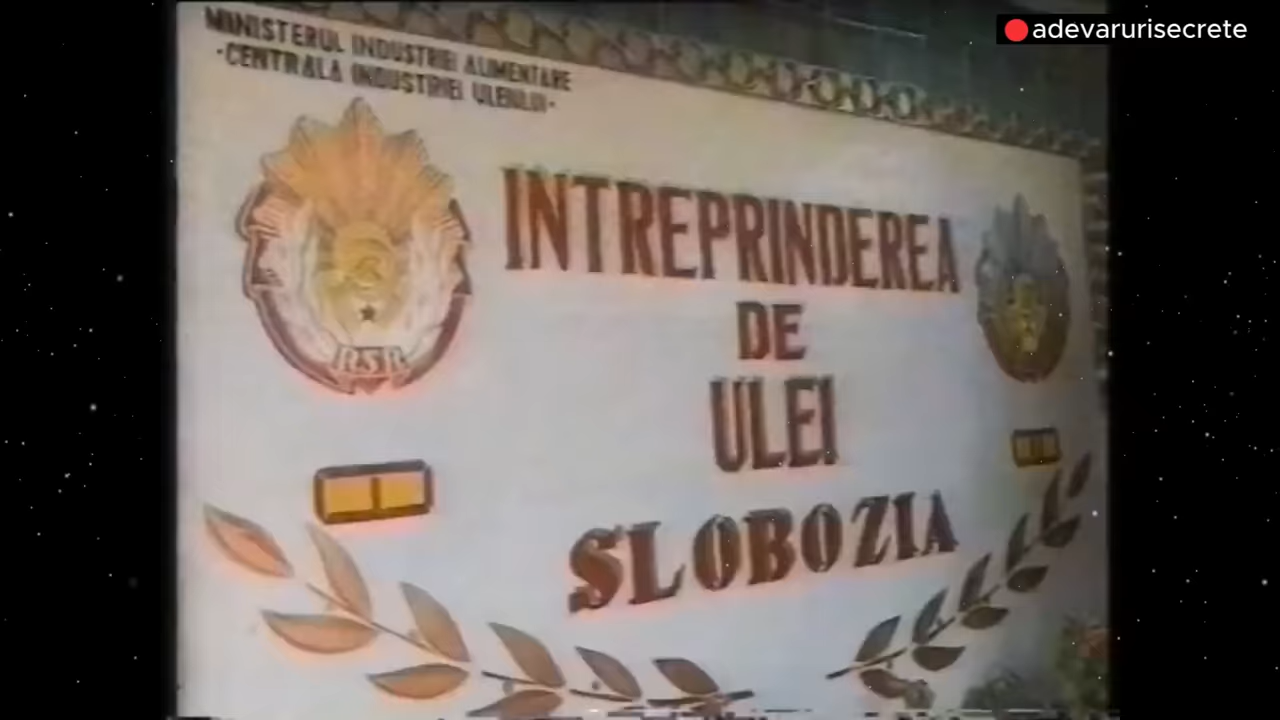 adevarurisecrete
MINISTERUL INDUSTRIEI ALIMENTARE
·CENTRALA INDUSTRIEI ULEIULUI·
INTREPRINDEREA
DE
ULEI
SLOBOZIA
RSR